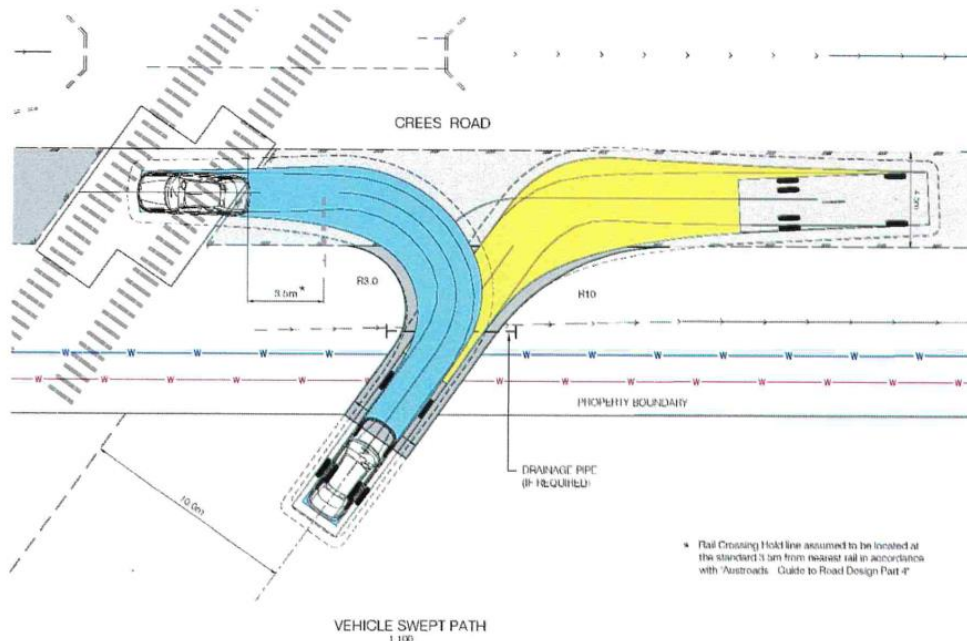 CREES ROAD
3.5m*
R3.0
R10
W W W W W W W W W
W W W W W W W W W W W W W
PROPERTY BOUNDARY
DRAINAGE PIPE
(IF REQUIRED)
10.0m
* Rail Crossing Hold line assumed to be located at
the standard 3.5m from nearest rail in accordance
with "Austroads Guide to Road Design Part 4"
VEHICLE SWEPT PATH
1:100